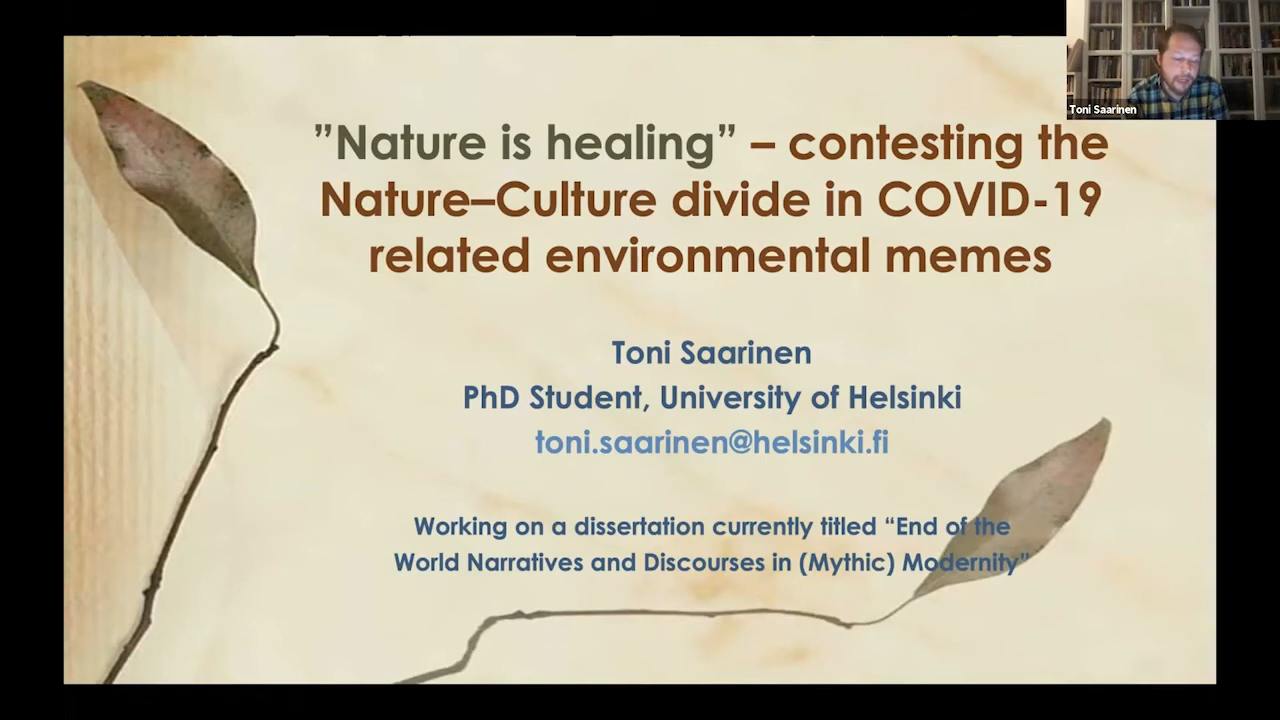 Toni Saarinen
”Nature is healing” – contesting the
Nature–Culture divide in COVID-19
related environmental memes
Toni Saarinen
PhD Student, University of Helsinki
toni.saarinen@helsinki.fi
Working on a dissertation currently titled “End of the
World Narratives and Discourses in (Mythic) Modernity”